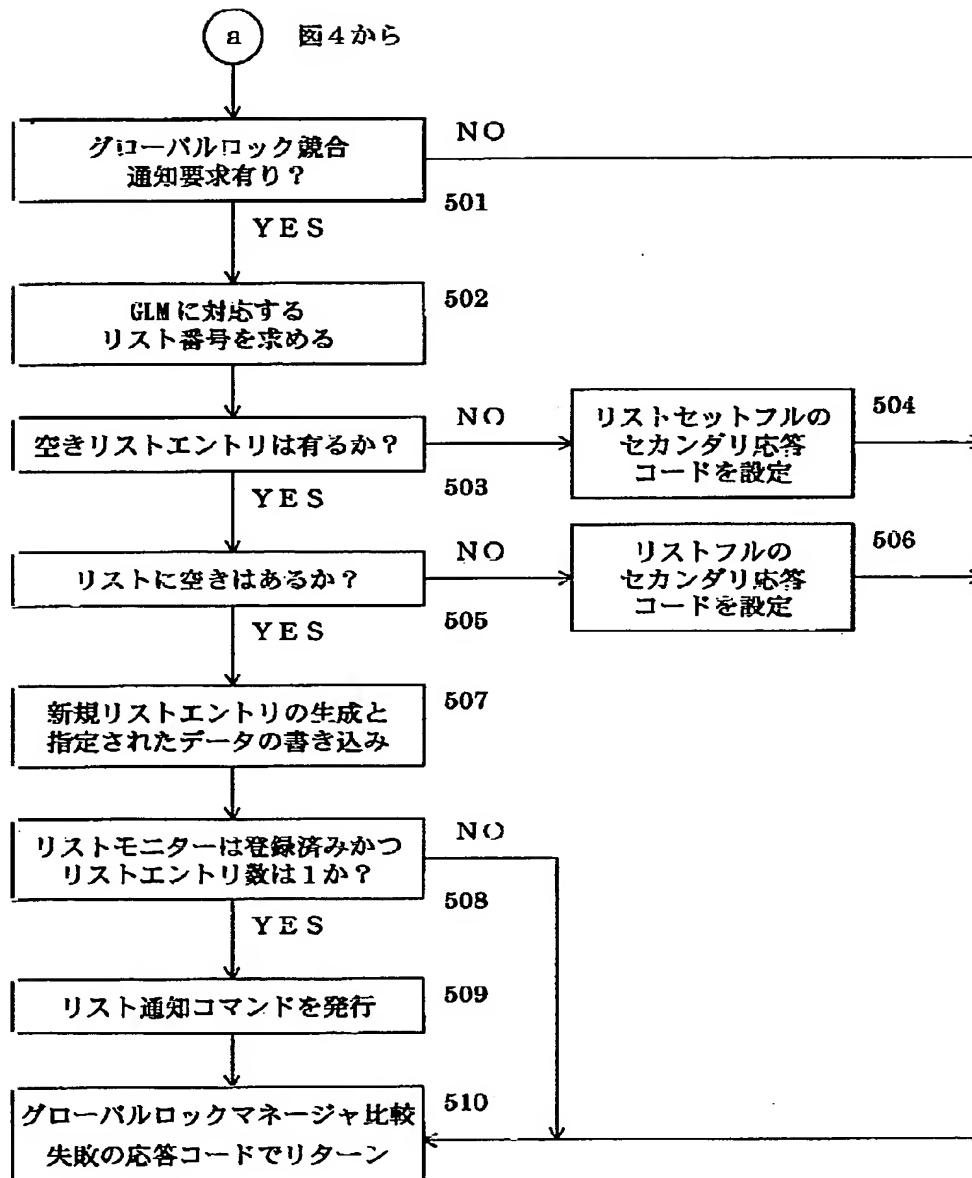 a 図4から
グローバルロック競合
通知要求有り？
NO
501
YES
GLMに対応する
リスト番号を求める
502
空きリストエントリは有るか？
NO
503
YES
リストセットフルの
セカンダリ応答
コードを設定
504
リストに空きはあるか？
NO
505
YES
リストフルの
セカンダリ応答
コードを設定
506
新規リストエントリの生成と
指定されたデータの書き込み
507
リストモニターは登録済みかつ
リストエントリ数は1か？
NO
508
YES
リスト通知コマンドを発行
509
グローバルロックマネージャ比較
失敗の応答コードでリターン
510